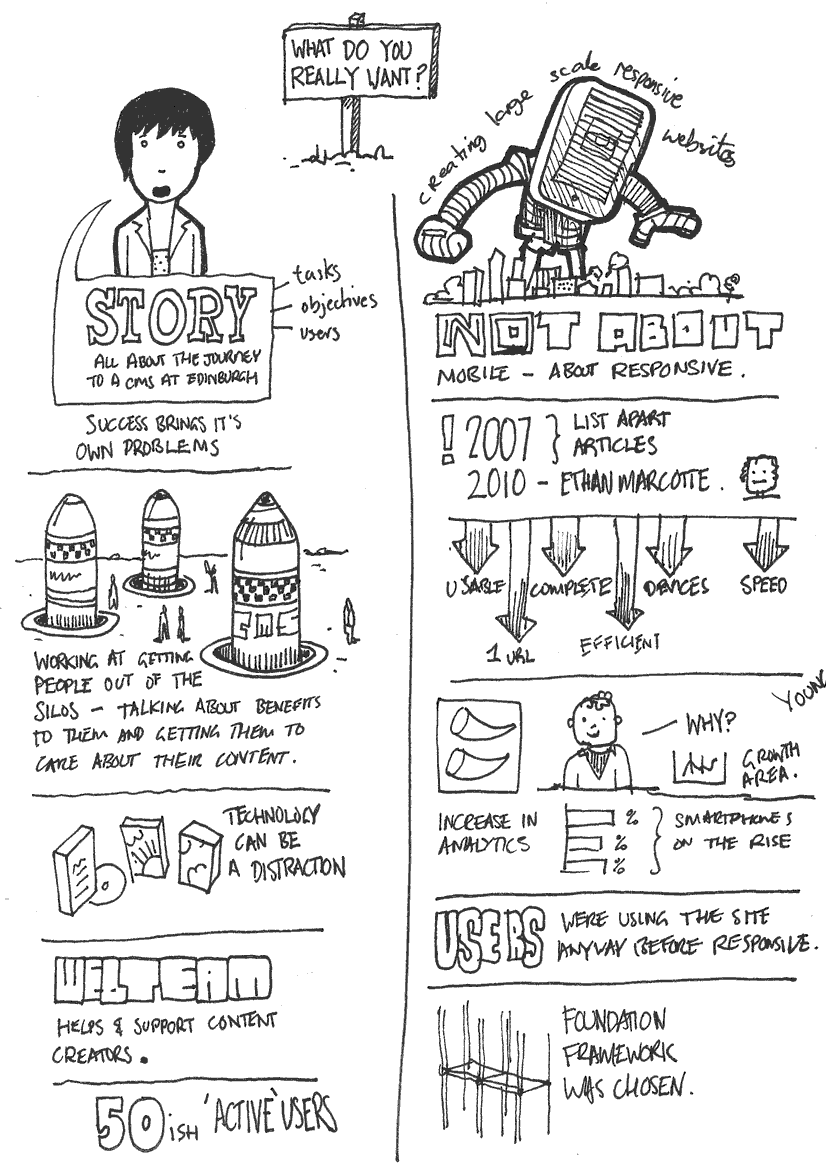 WHAT DO YOU
REALLY WANT?
STORY
tasks
objectives
users
ALL ABOUT THE JOURNEY
TO A CMS AT EDINBURGH
SUCCESS BRINGS IT'S
OWN PROBLEMS
WORKING AT GETTING
PEOPLE OUT OF THE
SILOS - TALKING ABOUT BENEFITS
TO THEM AND GETTING THEM TO
CARE ABOUT THEIR CONTENT.
TECHNOLOGY
CAN BE
A DISTRACTION
HELPS & SUPPORT CONTENT
CREATORS.
50ISH 'ACTIVE' USERS
creating large scale responsive websites
NOT ABOUT
MOBILE - ABOUT RESPONSIVE.
! 2007 } LIST APART
ARTICLES
2010 - ETHAN MARCOTTE.
USABLE COMPLETE DEVICES SPEED
1 URL EFFICIENT
YOUNG
WHY?
GROWTH
AREA.
INCREASE IN
ANALYTICS
%
%
%
SMARTPHONES
ON THE RISE
USERS WERE USING THE SITE
ANYWAY BEFORE RESPONSIVE.
FOUNDATION
FRAMEWORK
WAS CHOSEN.